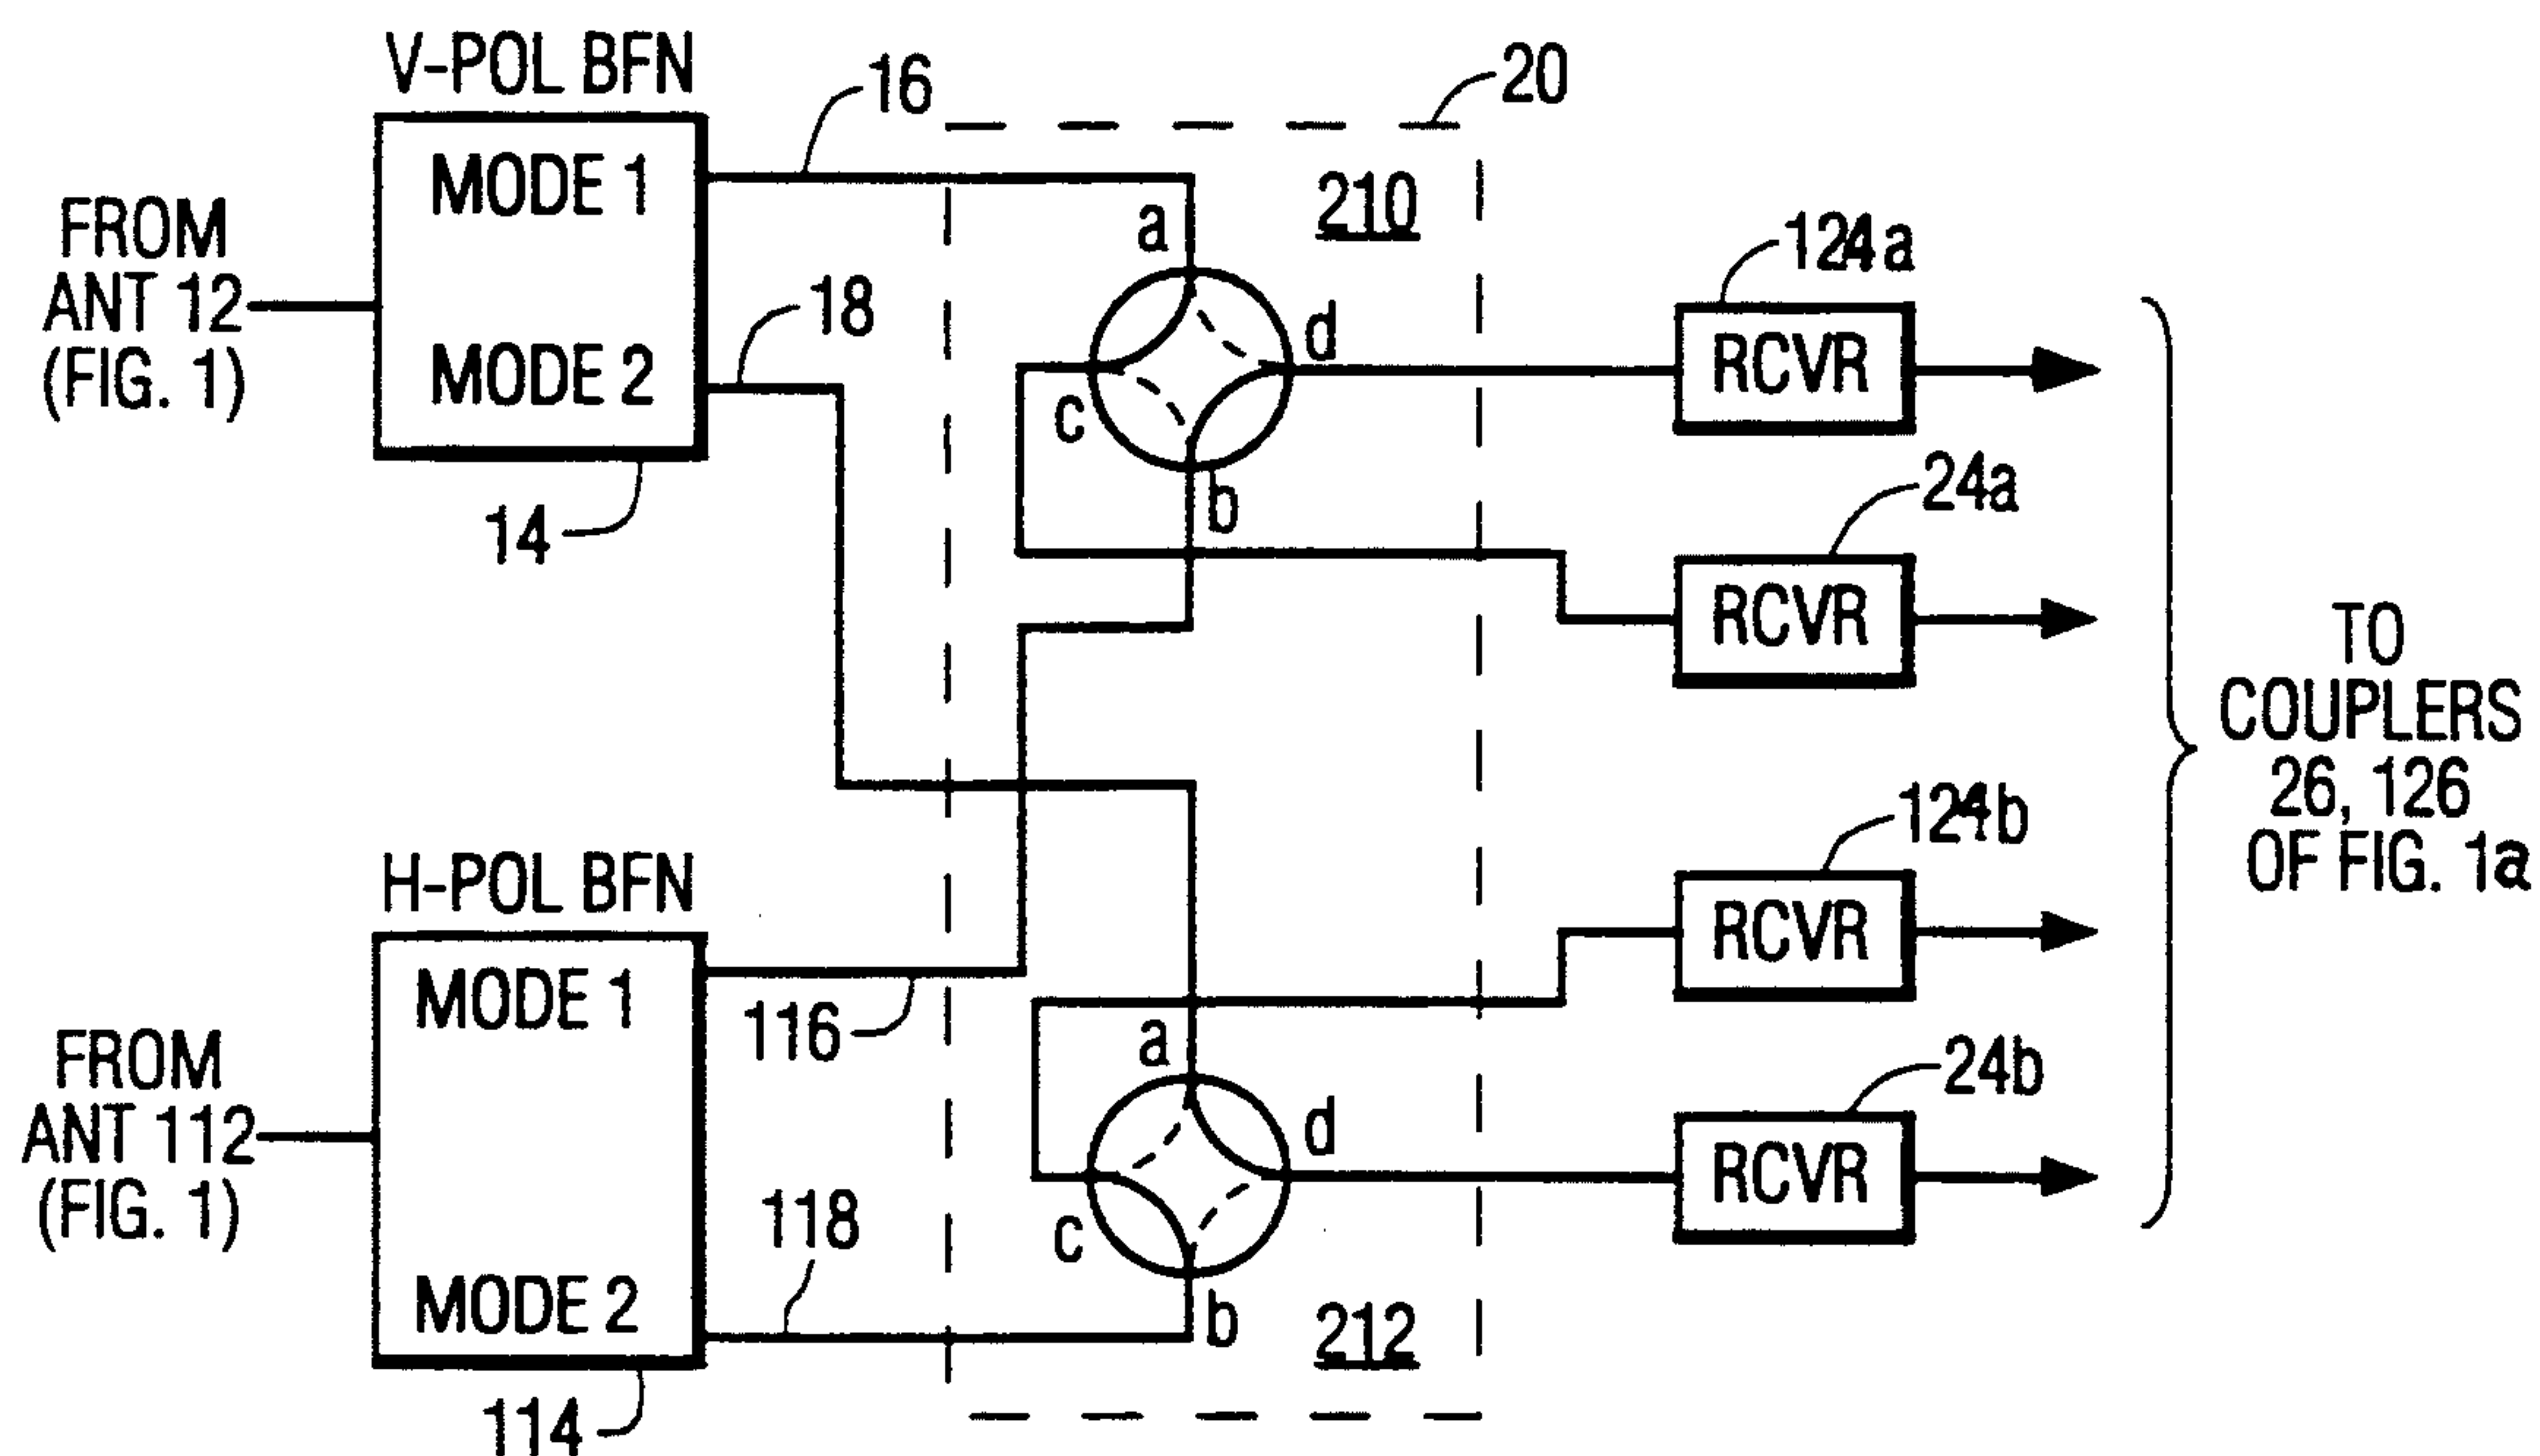 V-POL BFN
16
20
MODE 1
210
FROM
ANT 12
(FIG. 1)
a
124a
18
d
MODE 2
RCVR
c
24a
14
b
RCVR
TO
COUPLERS
26, 126
OF FIG. 1a
124b
H-POL BFN
RCVR
MODE 1
116
a
24b
FROM
ANT 112
(FIG. 1)
d
RCVR
118
c
MODE 2
b
212
114